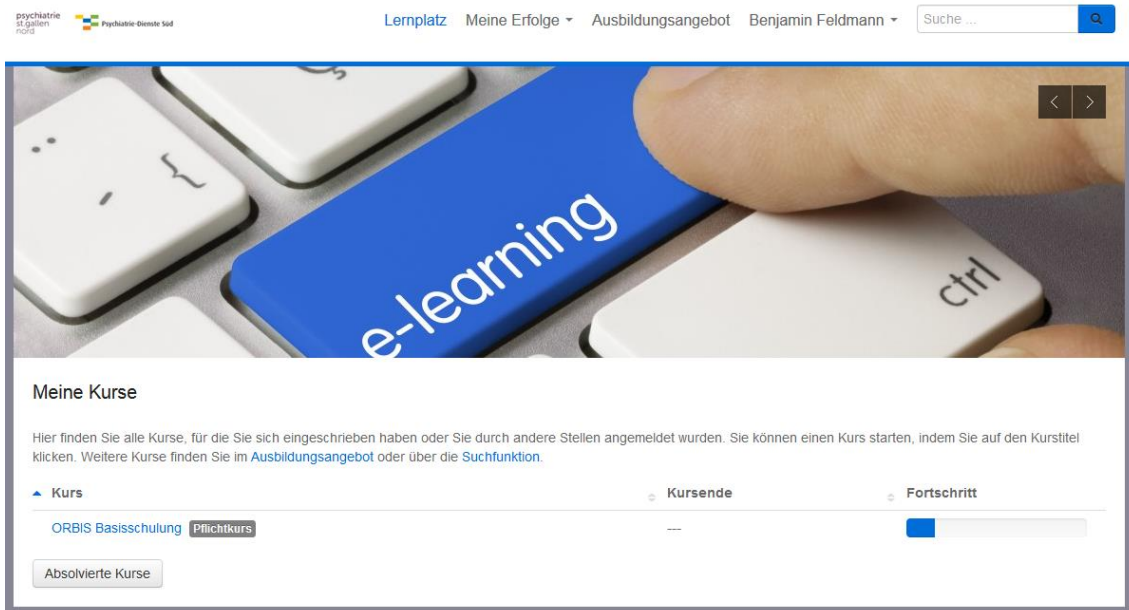 psychiatrie
st.gallen
nord
Psychiatrie-Dienste Süd
Lernplatz Meine Erfolge Ausbildungsangebot Benjamin Feldmann Suche ...
¨ { ´
e-learning
ctrl
Meine Kurse
Hier finden Sie alle Kurse, für die Sie sich eingeschrieben haben oder Sie durch andere Stellen angemeldet wurden. Sie können einen Kurs starten, indem Sie auf den Kurstitel
klicken. Weitere Kurse finden Sie im Ausbildungsangebot oder über die Suchfunktion.
Kurs Kursende Fortschritt
ORBIS Basisschulung Pflichtkurs ---
Absolvierte Kurse